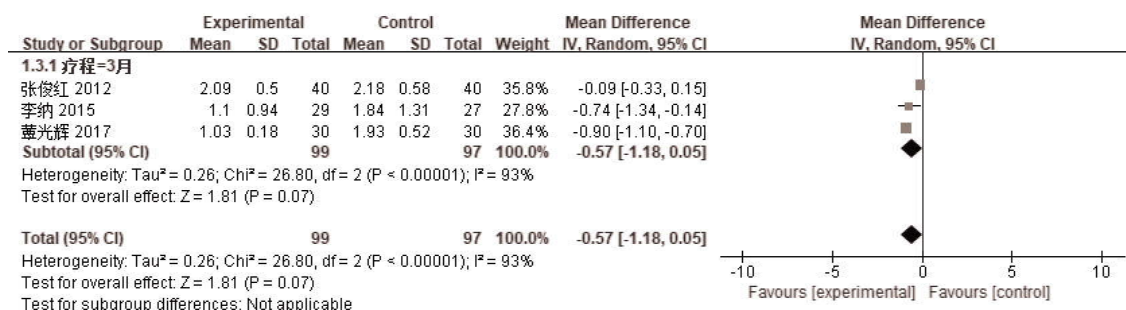 Experimental Control Mean Difference Mean Difference
Study or Subgroup Mean SD Total Mean SD Total Weight IV, Random, 95% CI IV, Random, 95% CI
1.3.1 疗程=3月
张俊红 2012 2.09 0.5 40 2.18 0.58 40 35.8% -0.09 [-0.33, 0.15]
李纳 2015 1.1 0.94 29 1.84 1.31 27 27.8% -0.74 [-1.34, -0.14]
光辉 2017 1.03 0.18 30 1.93 0.52 30 36.4% -0.90 [-1.10, -0.70]
Subtotal (95% CI) 99 97 100.0% -0.57 [-1.18, 0.05]
Heterogeneity: Tau² = 0.26; Chi² = 26.80, df = 2 (P < 0.00001); I² = 93%
Test for overall effect: Z = 1.81 (P = 0.07)
Total (95% CI) 99 97 100.0% -0.57 [-1.18, 0.05]
Heterogeneity: Tau² = 0.26; Chi² = 26.80, df = 2 (P < 0.00001); I² = 93%
Test for overall effect: Z = 1.81 (P = 0.07)
Test for subgroup differences: Not applicable
-10 -5 0 5 10
Favours [experimental] Favours [control]